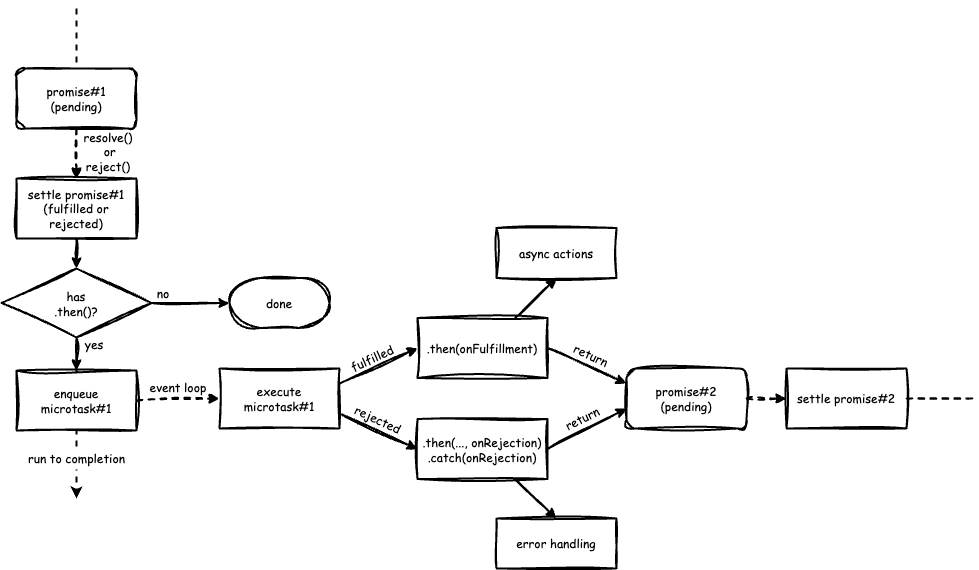 promise#1
(pending)
resolve()
or
reject()
settle promise#1
(fulfilled or
rejected)
has
.then()?
no
done
yes
enqueue
microtask#1
run to completion
event loop
execute
microtask#1
fulfilled
.then(onFulfillment)
async actions
return
rejected
.then(..., onRejection)
.catch(onRejection)
error handling
return
promise#2
(pending)
settle promise#2